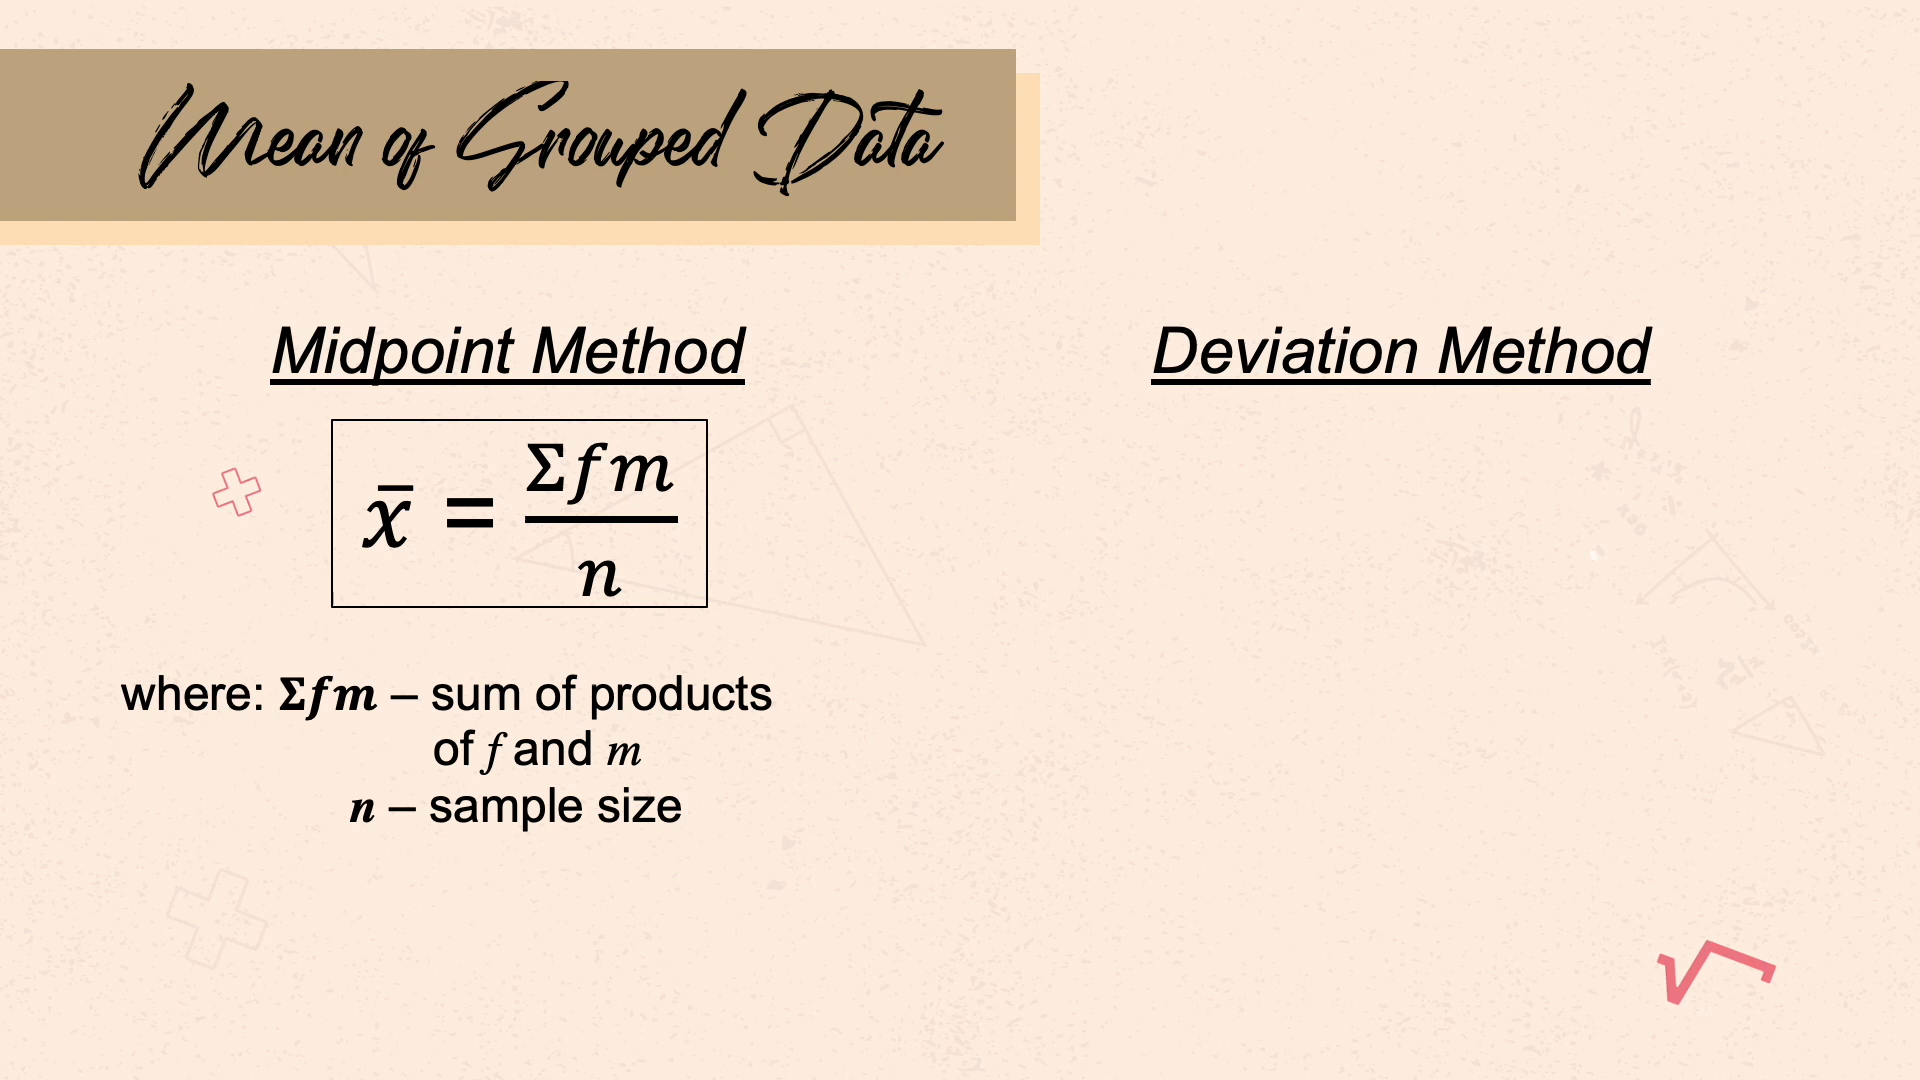 Mean of Grouped Data
Midpoint Method
x̄ = Σfm / n
where: Σfm – sum of products
of f and m
n – sample size
Deviation Method